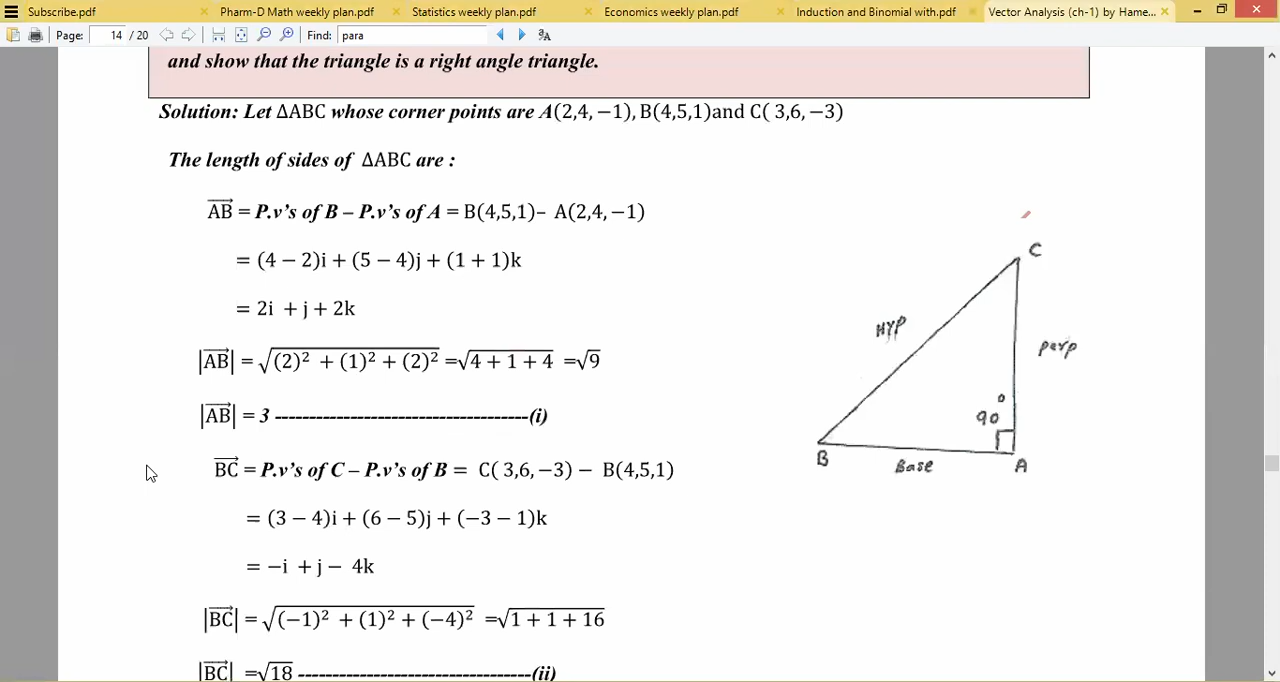 Subscribe.pdf × Pharm-D Math weekly plan.pdf × Statistics weekly plan.pdf × Economics weekly plan.pdf × Induction and Binomial with.pdf × Vector Analysis (ch-1) by Hame... ×
Page: 14 / 20 Find: para
and show that the triangle is a right angle triangle.
Solution: Let ΔABC whose corner points are A(2,4, −1), B(4,5,1)and C( 3,6, −3)
The length of sides of ΔABC are :
$\overrightarrow{AB}$ = P.v's of B – P.v's of A = B(4,5,1)– A(2,4, −1)
= (4 − 2)i + (5 − 4)j + (1 + 1)k
= 2i + j + 2k
|$\overrightarrow{AB}$| = √(2)² + (1)² + (2)² =√4 + 1 + 4 =√9
|$\overrightarrow{AB}$| = 3 -------------------------------------(i)
$\overrightarrow{BC}$ = P.v's of C – P.v's of B = C( 3,6, −3) − B(4,5,1)
= (3 − 4)i + (6 − 5)j + (−3 − 1)k
= −i + j − 4k
|$\overrightarrow{BC}$| = √(−1)² + (1)² + (−4)² =√1 + 1 + 16
|$\overrightarrow{BC}$| =√18 ----------------------------------(ii)
C
HYP
Perp
90°
B
Base
A